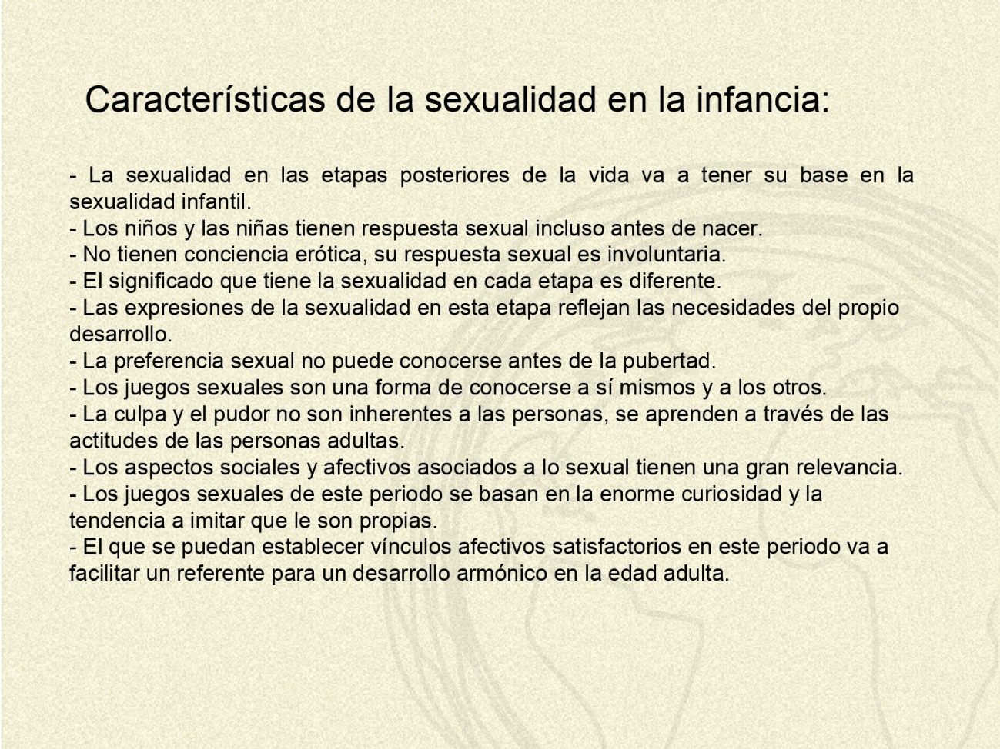 Características de la sexualidad en la infancia:
- La sexualidad en las etapas posteriores de la vida va a tener su base en la
sexualidad infantil.
- Los niños y las niñas tienen respuesta sexual incluso antes de nacer.
- No tienen conciencia erótica, su respuesta sexual es involuntaria.
- El significado que tiene la sexualidad en cada etapa es diferente.
- Las expresiones de la sexualidad en esta etapa reflejan las necesidades del propio
desarrollo.
- La preferencia sexual no puede conocerse antes de la pubertad.
- Los juegos sexuales son una forma de conocerse a sí mismos y a los otros.
- La culpa y el pudor no son inherentes a las personas, se aprenden a través de las
actitudes de las personas adultas.
- Los aspectos sociales y afectivos asociados a lo sexual tienen una gran relevancia.
- Los juegos sexuales de este periodo se basan en la enorme curiosidad y la
tendencia a imitar que le son propias.
- El que se puedan establecer vínculos afectivos satisfactorios en este periodo va a
facilitar un referente para un desarrollo armónico en la edad adulta.